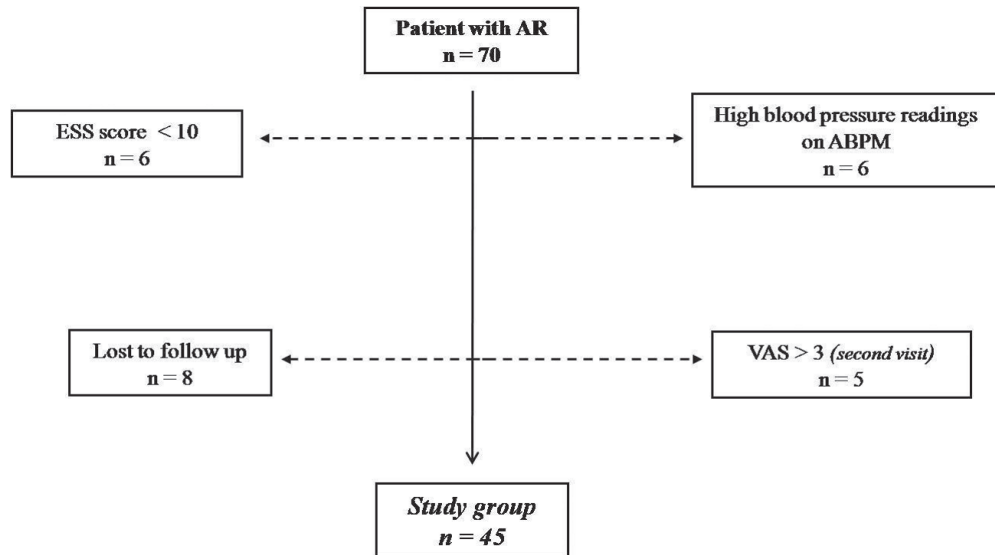 Patient with AR
n = 70
ESS score < 10
n = 6
High blood pressure readings
on ABPM
n = 6
Lost to follow up
n = 8
VAS > 3 (second visit)
n = 5
Study group
n = 45